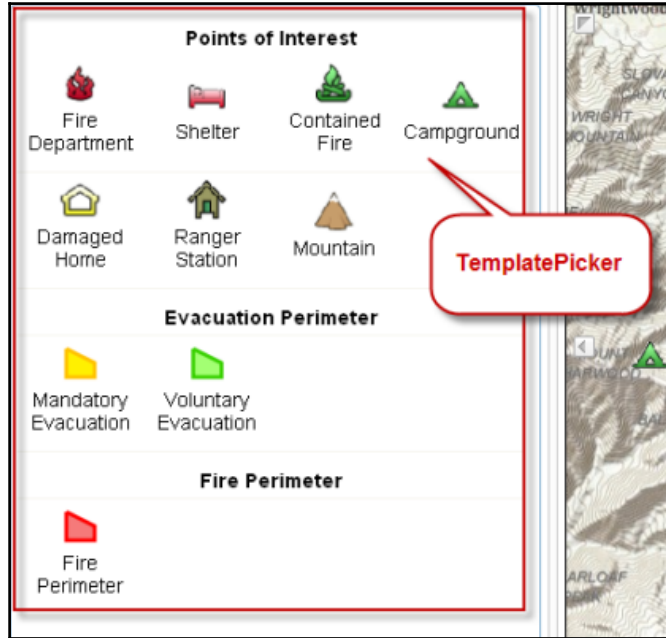 Points of Interest
Fire
Department
Shelter
Contained
Fire
Campground
Damaged
Home
Ranger
Station
Mountain
TemplatePicker
Evacuation Perimeter
Mandatory
Evacuation
Voluntary
Evacuation
Fire Perimeter
Fire
Perimeter
Wrightwood
WRIGHT